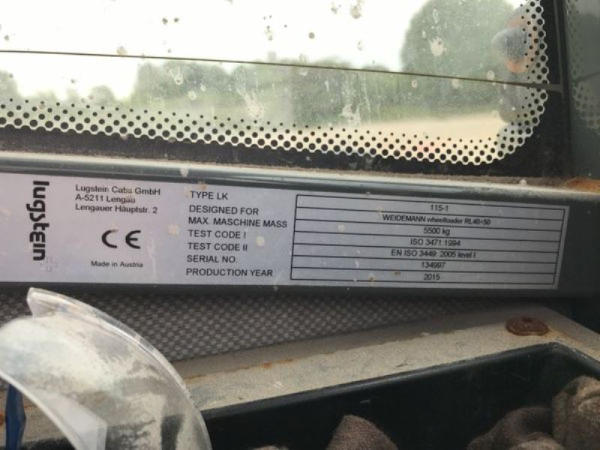 lugstein
Lugstein Cabs GmbH
A-5211 Lengau
Lengauer Hauptstr. 2
CE
Made in Austria
TYPE LK 115-1
DESIGNED FOR WEIDEMANN wheelloader RL40+50
MAX. MASCHINE MASS 5500 kg
TEST CODE I ISO 3471:1994
TEST CODE II EN ISO 3449: 2005 level I
SERIAL NO. 134997
PRODUCTION YEAR 2015